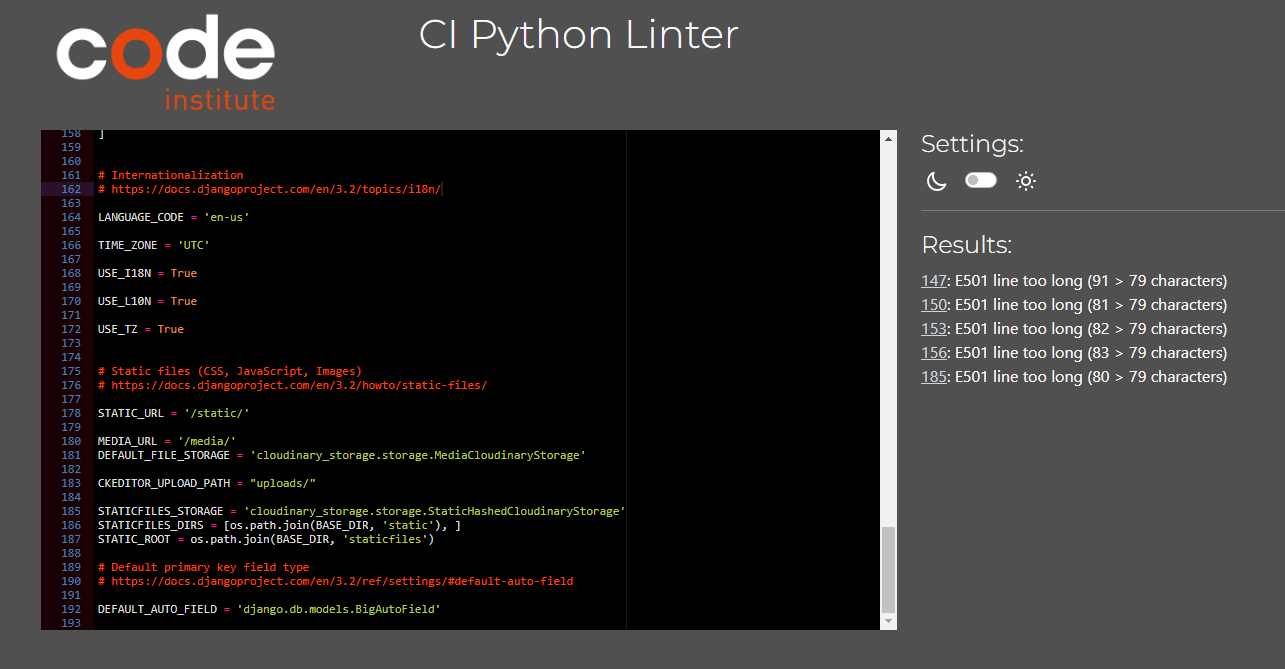 code
institute
CI Python Linter
158 ]
159
160
161 # Internationalization
162 # https://docs.djangoproject.com/en/3.2/topics/i18n/
163
164 LANGUAGE_CODE = 'en-us'
165
166 TIME_ZONE = 'UTC'
167
168 USE_I18N = True
169
170 USE_L10N = True
171
172 USE_TZ = True
173
174
175 # Static files (CSS, JavaScript, Images)
176 # https://docs.djangoproject.com/en/3.2/howto/static-files/
177
178 STATIC_URL = '/static/'
179
180 MEDIA_URL = '/media/'
181 DEFAULT_FILE_STORAGE = 'cloudinary_storage.storage.MediaCloudinaryStorage'
182
183 CKEDITOR_UPLOAD_PATH = "uploads/"
184
185 STATICFILES_STORAGE = 'cloudinary_storage.storage.StaticHashedCloudinaryStorage'
186 STATICFILES_DIRS = [os.path.join(BASE_DIR, 'static'), ]
187 STATIC_ROOT = os.path.join(BASE_DIR, 'staticfiles')
188
189 # Default primary key field type
190 # https://docs.djangoproject.com/en/3.2/ref/settings/#default-auto-field
191
192 DEFAULT_AUTO_FIELD = 'django.db.models.BigAutoField'
193
Settings:
Results:
147: E501 line too long (91 > 79 characters)
150: E501 line too long (81 > 79 characters)
153: E501 line too long (82 > 79 characters)
156: E501 line too long (83 > 79 characters)
185: E501 line too long (80 > 79 characters)